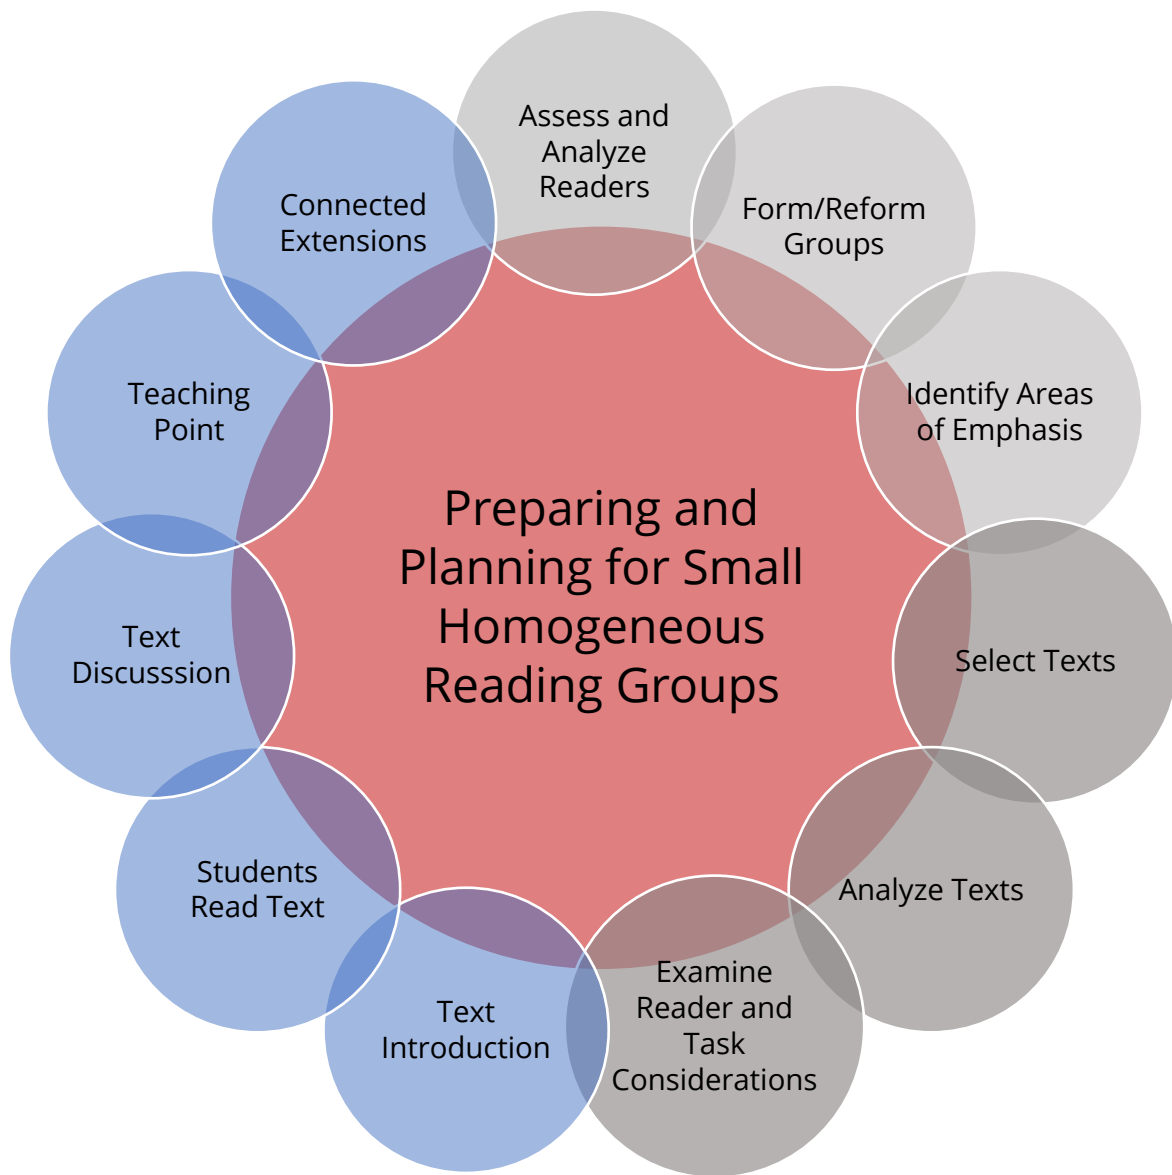 Assess and
Analyze
Readers
Form/Reform
Groups
Identify Areas
of Emphasis
Select Texts
Analyze Texts
Examine
Reader and
Task
Considerations
Text
Introduction
Students
Read Text
Text
Discusssion
Teaching
Point
Connected
Extensions
Preparing and
Planning for Small
Homogeneous
Reading Groups